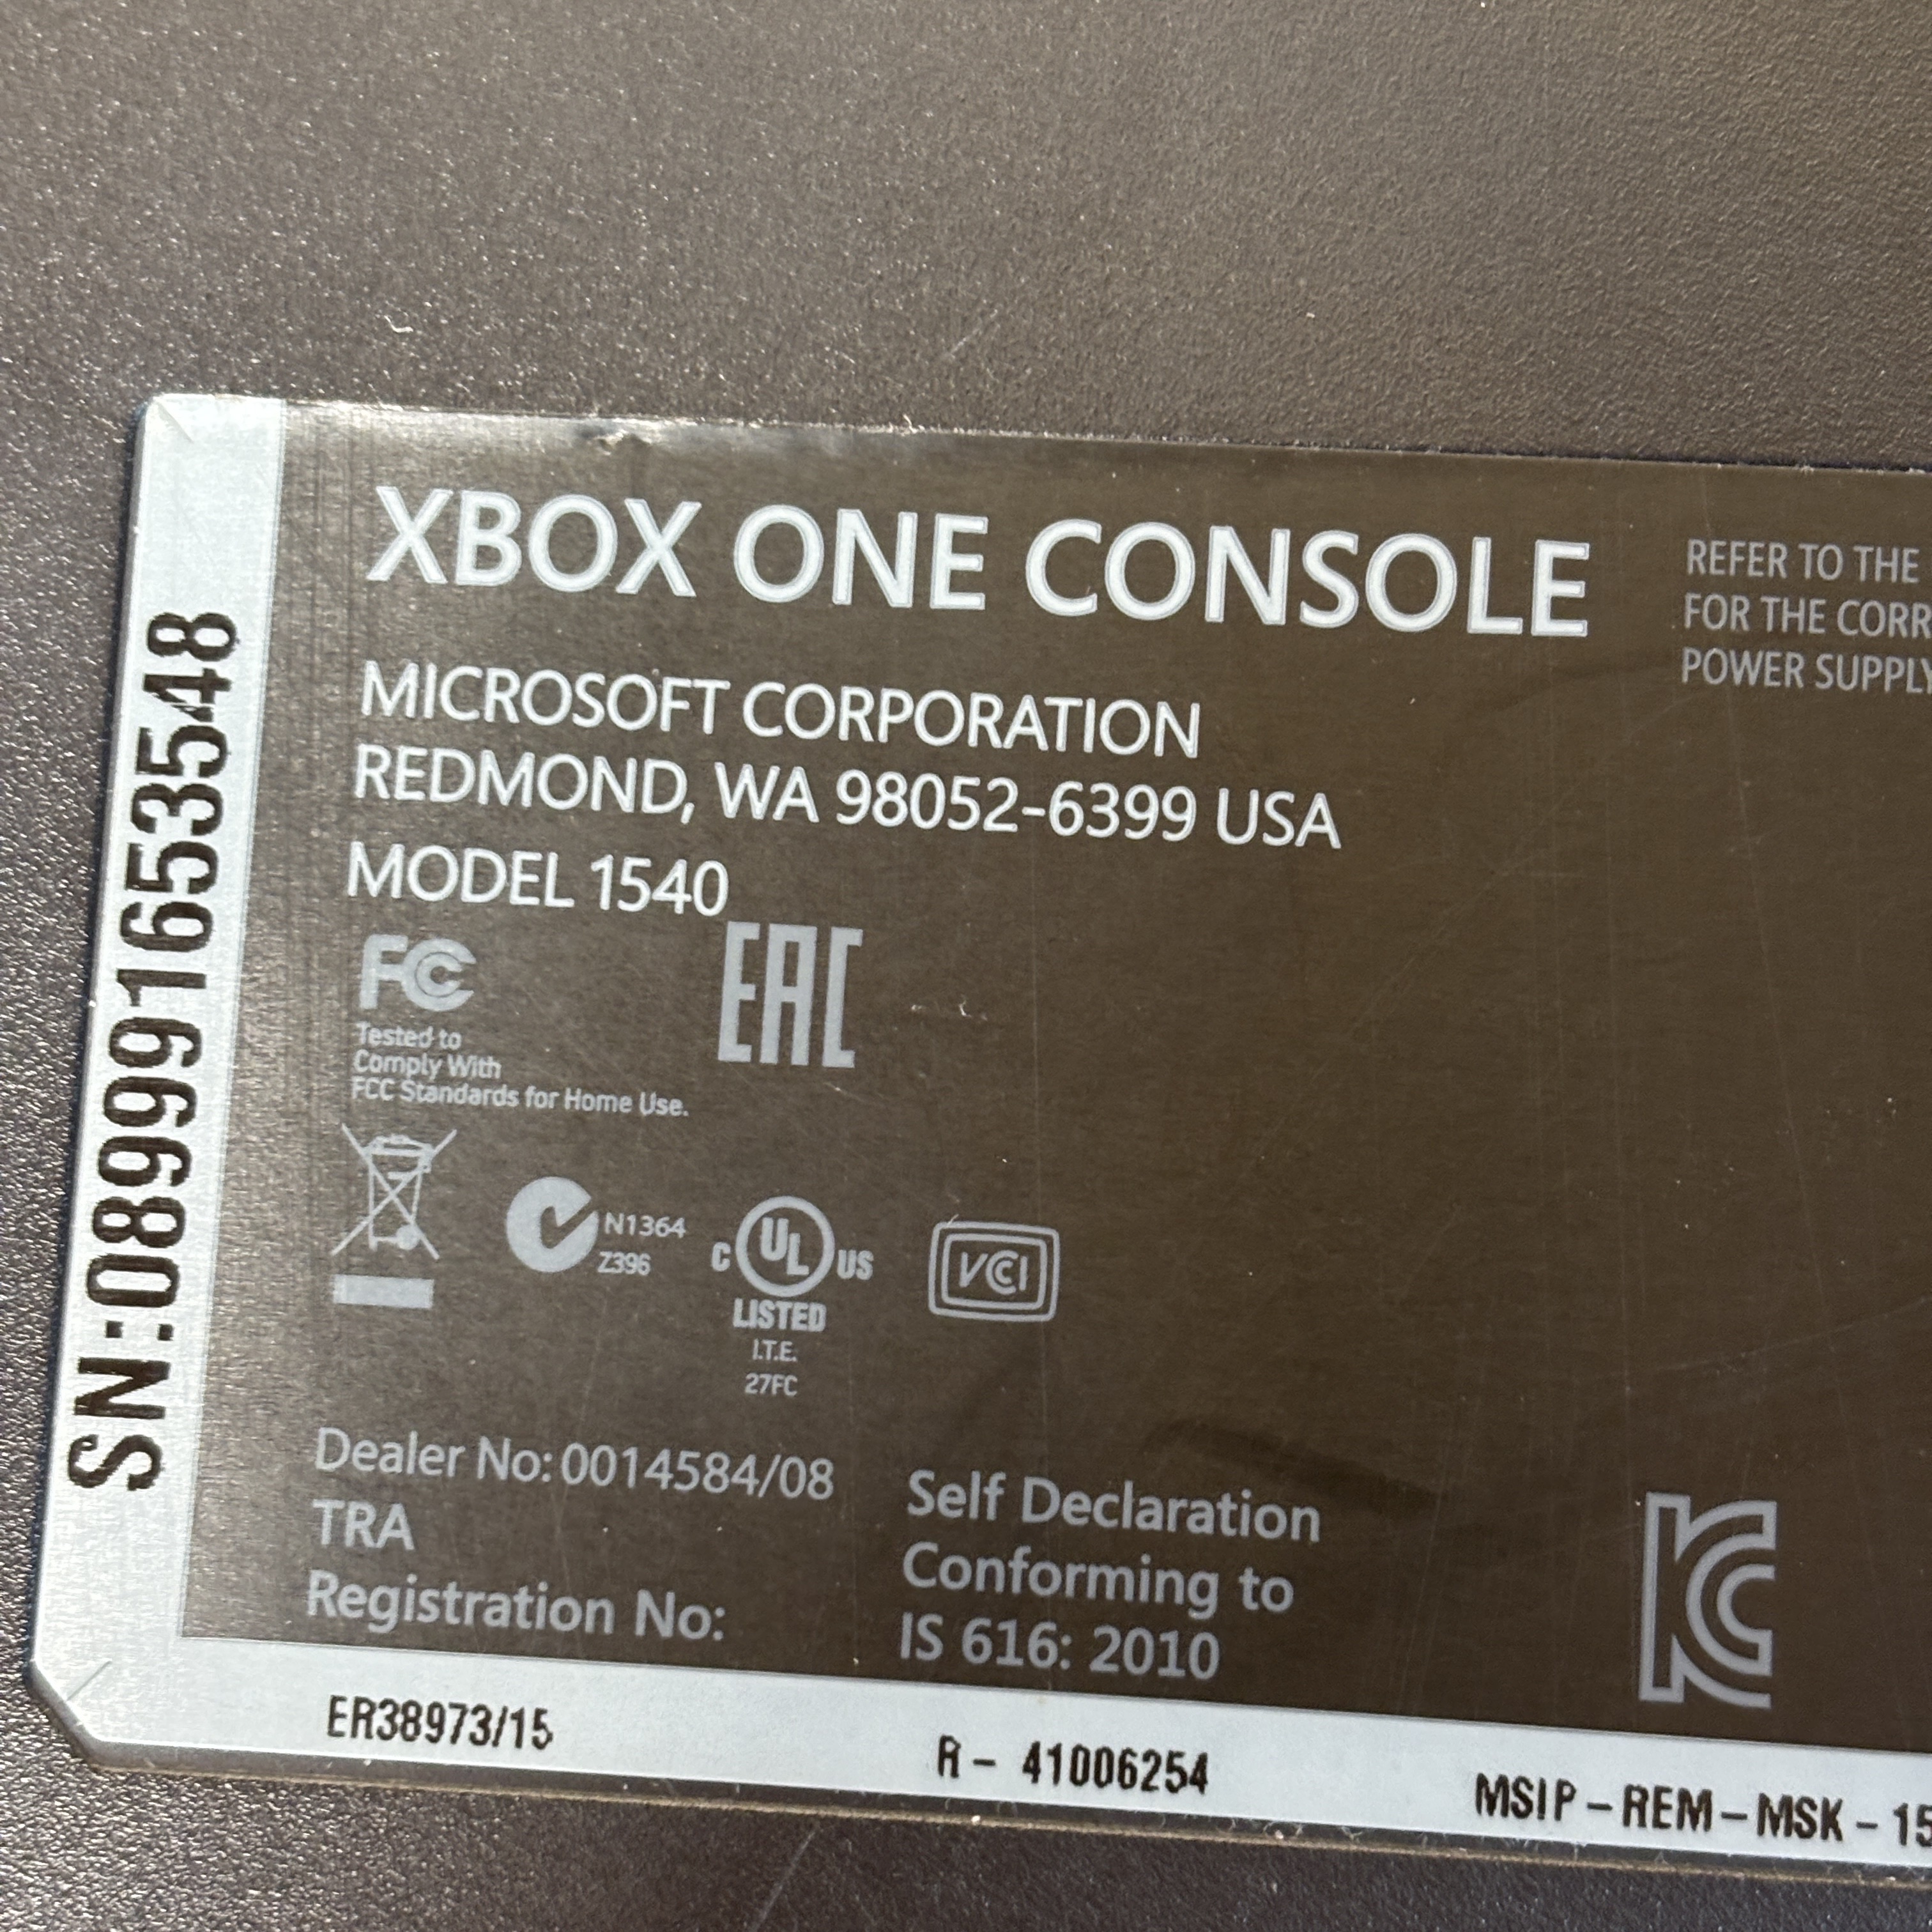 SN:089991653548
XBOX ONE CONSOLE
MICROSOFT CORPORATION
REDMOND, WA 98052-6399 USA
MODEL 1540
REFER TO THE
FOR THE CORR
POWER SUPPLY
FC
Tested to
Comply With
FCC Standards for Home Use.
EAC
N1364
Z396
C UL US
LISTED
I.T.E.
27FC
VCCI
Dealer No: 0014584/08
TRA
Registration No:
Self Declaration
Conforming to
IS 616: 2010
ER38973/15
R - 41006254
MSIP-REM-MSK-15